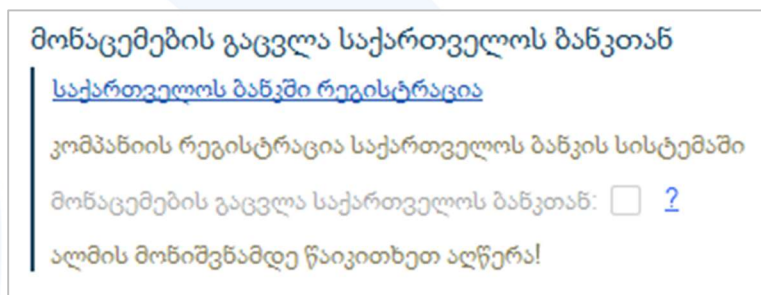 მონაცემების გაცვლა საქართველოს ბანკთან
საქართველოს ბანკში რეგისტრაცია
კომპანიის რეგისტრაცია საქართველოს ბანკის სისტემაში
მონაცემების გაცვლა საქართველოს ბანკთან: ?
ალმის მონიშვნამდე წაიკითხეთ აღწერა!